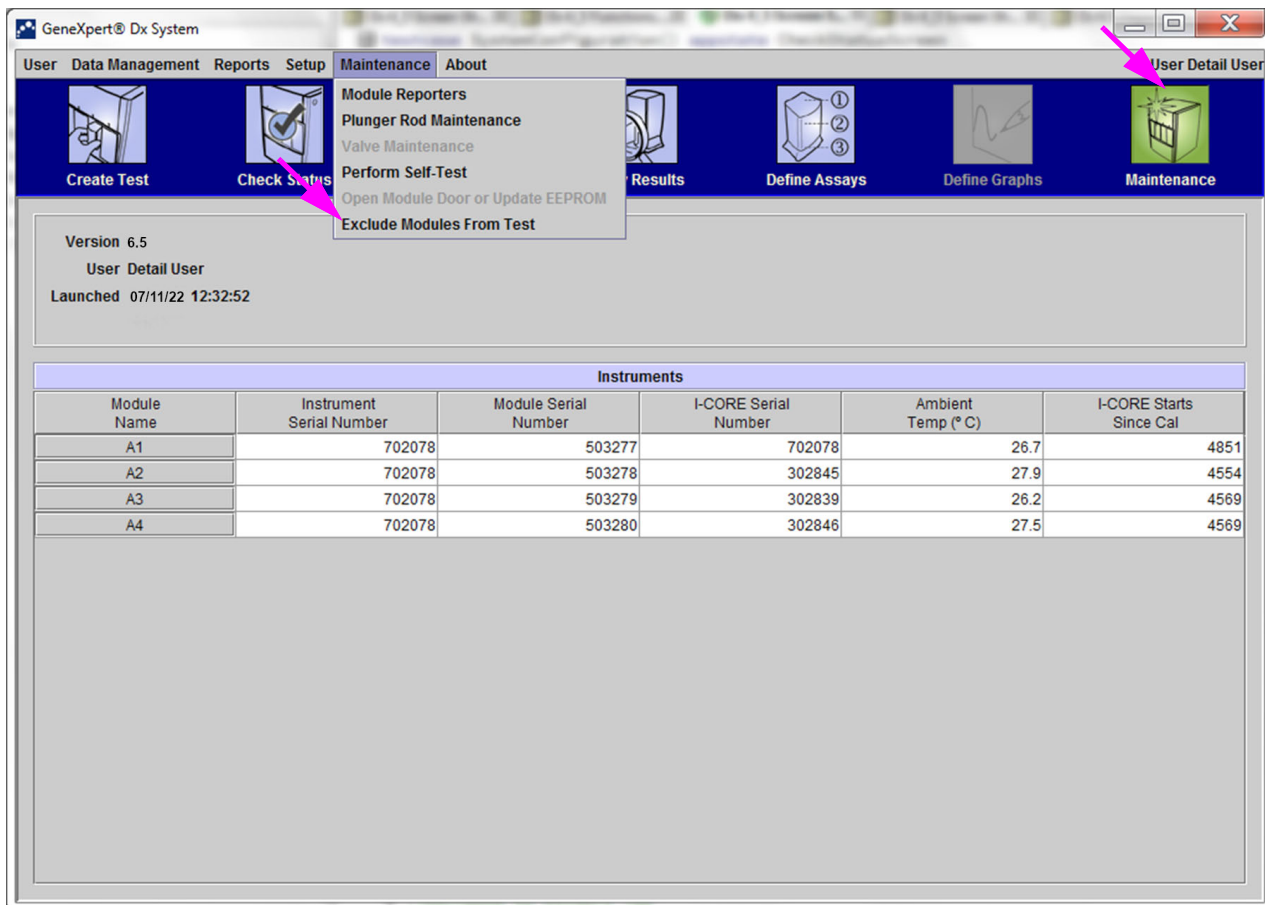 GeneXpert® Dx System
User Data Management Reports Setup Maintenance About User Detail User
Module Reporters
Plunger Rod Maintenance
Valve Maintenance
Perform Self-Test
Open Module Door or Update EEPROM
Exclude Modules From Test
Create Test Check Status Results Define Assays Define Graphs Maintenance
Version 6.5
User Detail User
Launched 07/11/22 12:32:52
Instruments
Module Name Instrument Serial Number Module Serial Number I-CORE Serial Number Ambient Temp (º C) I-CORE Starts Since Cal
A1 702078 503277 702078 26.7 4851
A2 702078 503278 302845 27.9 4554
A3 702078 503279 302839 26.2 4569
A4 702078 503280 302846 27.5 4569